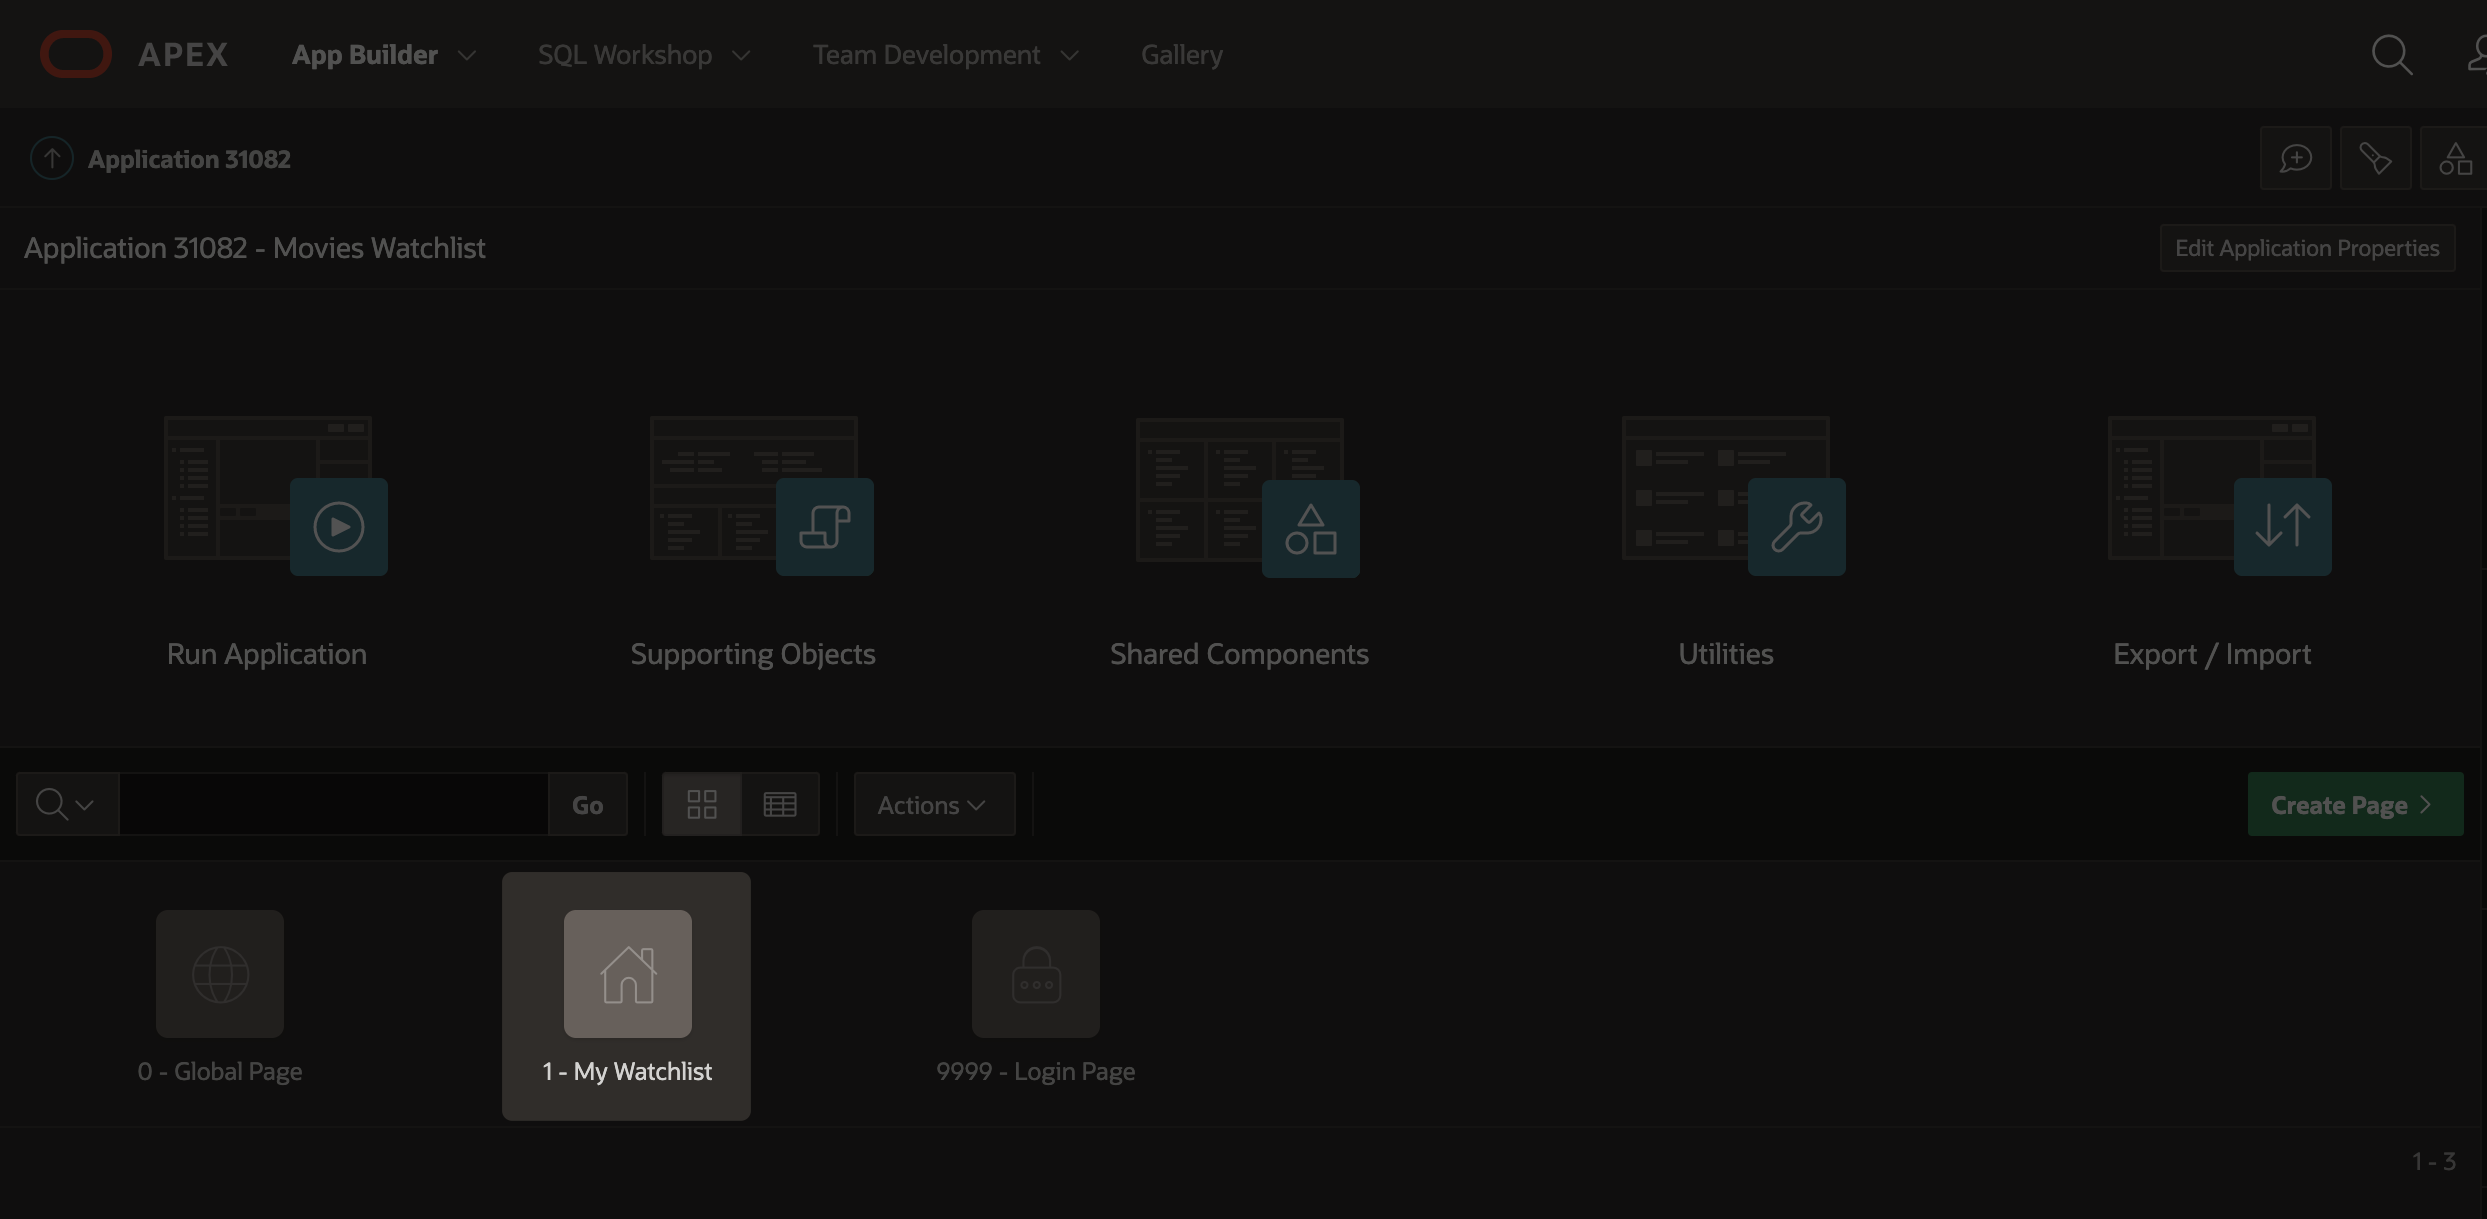 APEX App Builder SQL Workshop Team Development Gallery
Application 31082
Application 31082 - Movies Watchlist Edit Application Properties
Run Application Supporting Objects Shared Components Utilities Export / Import
Go Actions Create Page
0 - Global Page 1 - My Watchlist 9999 - Login Page
1 - 3